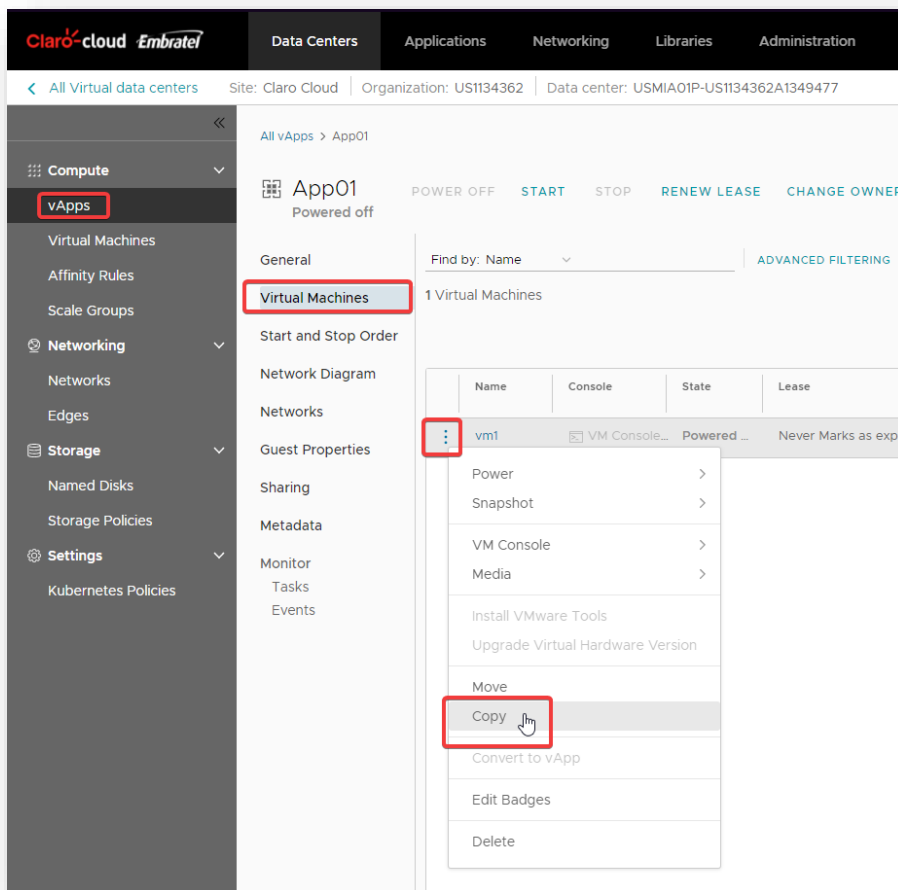 Claro-cloud Embratel Data Centers Applications Networking Libraries Administration
All Virtual data centers Site: Claro Cloud Organization: US1134362 Data center: USMIA01P-US1134362A1349477
All vApps > App01
Compute
vApps
Virtual Machines
Affinity Rules
Scale Groups
Networking
Networks
Edges
Storage
Named Disks
Storage Policies
Settings
Kubernetes Policies
App01 POWER OFF START STOP RENEW LEASE CHANGE OWNER
Powered off
General
Virtual Machines
Start and Stop Order
Network Diagram
Networks
Guest Properties
Sharing
Metadata
Monitor
Tasks
Events
Find by: Name ADVANCED FILTERING
1 Virtual Machines
Name Console State Lease
vm1 VM Console... Powered ... Never Marks as exp
Power
Snapshot
VM Console
Media
Install VMware Tools
Upgrade Virtual Hardware Version
Move
Copy
Convert to vApp
Edit Badges
Delete